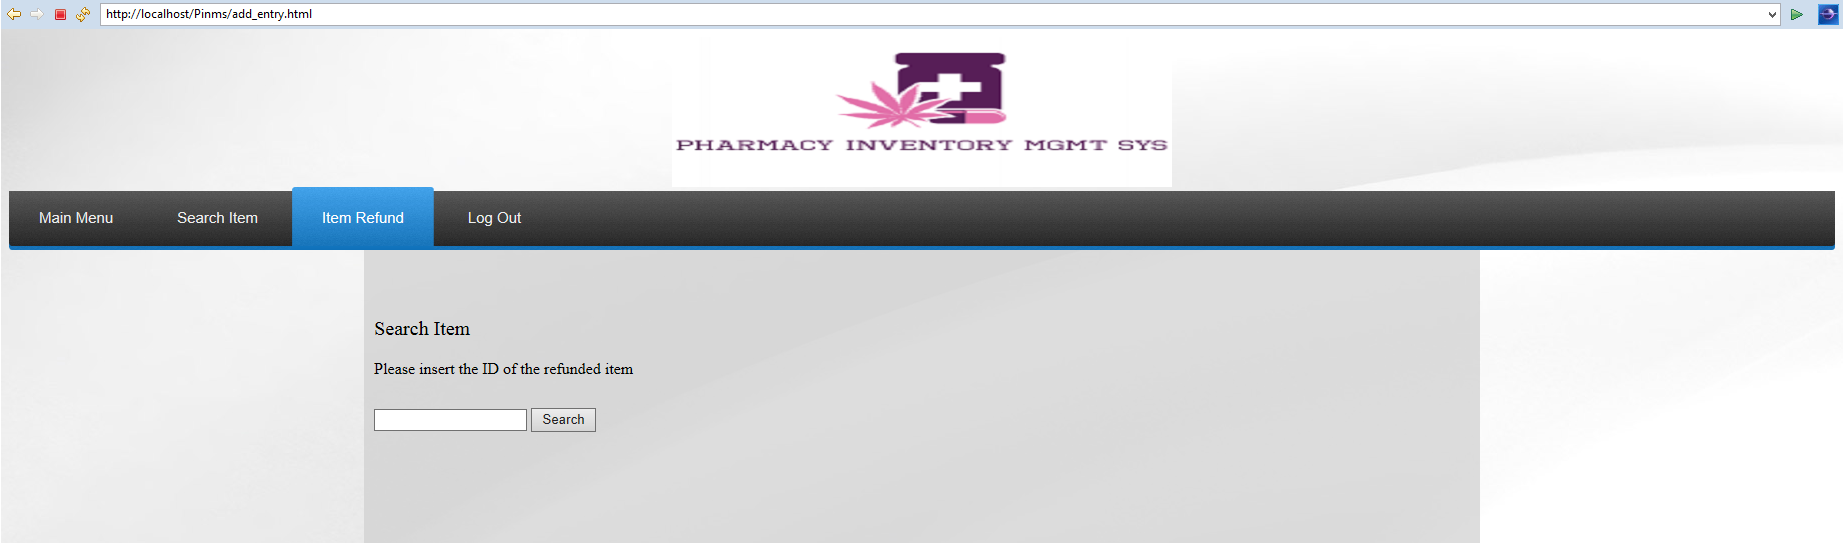 http://localhost/Pinms/add_entry.html
PHARMACY INVENTORY MGMT SYS
Main Menu Search Item Item Refund Log Out
Search Item
Please insert the ID of the refunded item
Search